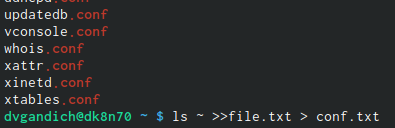 updatedb.conf
vconsole.conf
whois.conf
xattr.conf
xinetd.conf
xtables.conf
dvgandich@dk8n70 ~ $ ls ~ >>file.txt > conf.txt